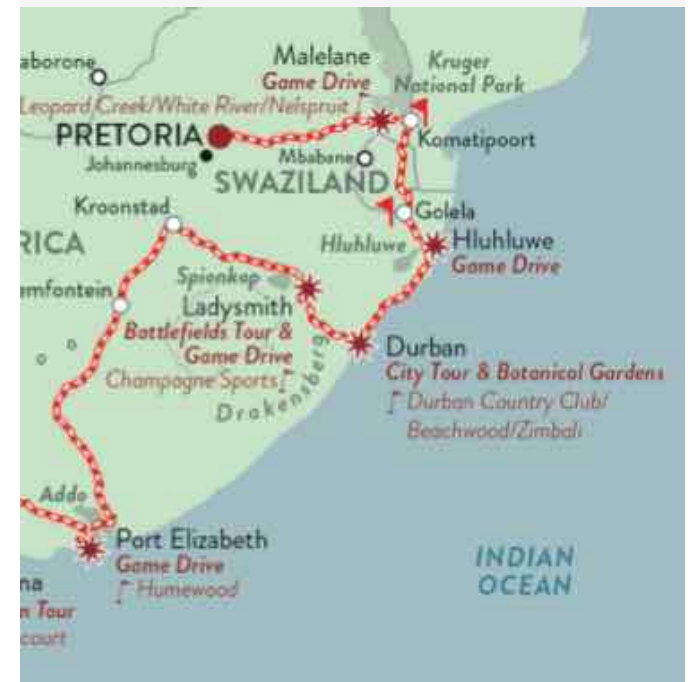 Malelane
Game Drive
Kruger
National Park
aborone
Leopard Creek/White River/Nelspruit
PRETORIA
Komatipoort
Johannesburg
Mbabane
SWAZILAND
Kroonstad
Golela
RICA
Hluhluwe
Hluhluwe
Game Drive
Spionkop
emfontein
Ladysmith
Battlefields Tour &
Game Drive
Champagne Sports
Drakensberg
Durban
City Tour & Botanical Gardens
Durban Country Club/
Beachwood/Zimbali
Addo
Port Elizabeth
Game Drive
Humewood
INDIAN
OCEAN
na
n Tour
court